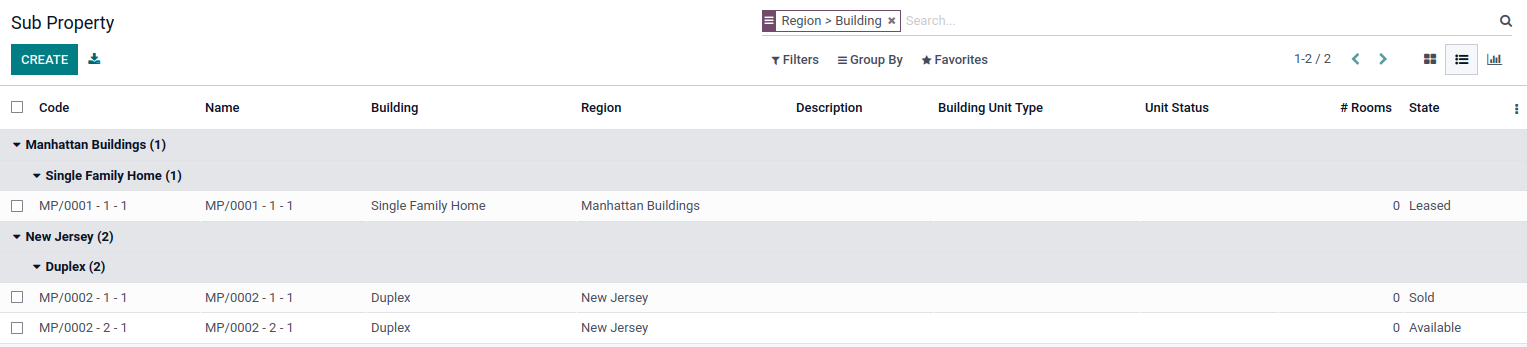 Sub Property
Region > Building × Search...
CREATE
Filters Group By Favorites 1-2 / 2
Code Name Building Region Description Building Unit Type Unit Status # Rooms State
Manhattan Buildings (1)
Single Family Home (1)
MP/0001 - 1 - 1 MP/0001 - 1 - 1 Single Family Home Manhattan Buildings 0 Leased
New Jersey (2)
Duplex (2)
MP/0002 - 1 - 1 MP/0002 - 1 - 1 Duplex New Jersey 0 Sold
MP/0002 - 2 - 1 MP/0002 - 2 - 1 Duplex New Jersey 0 Available